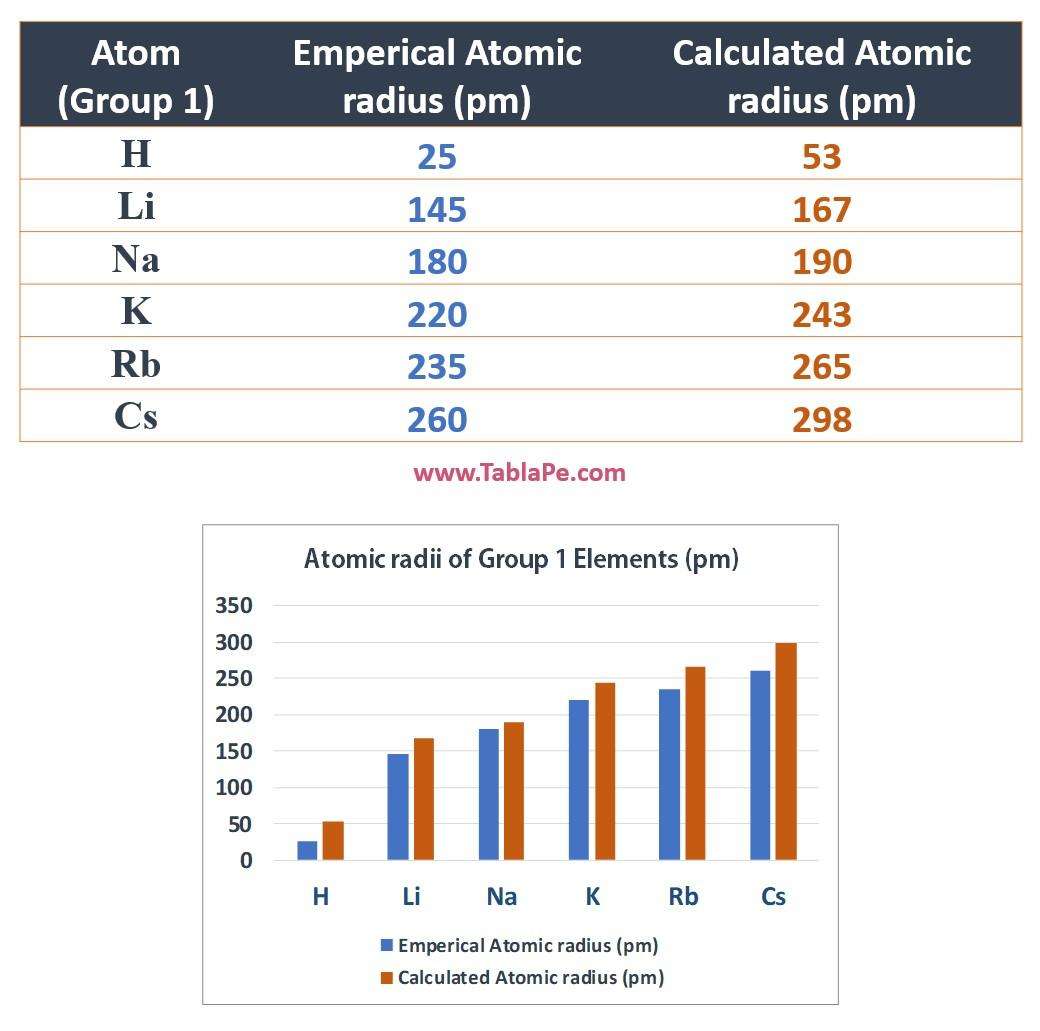 Atom (Group 1) Emperical Atomic radius (pm) Calculated Atomic radius (pm)
H 25 53
Li 145 167
Na 180 190
K 220 243
Rb 235 265
Cs 260 298
www.TablaPe.com
Atomic radii of Group 1 Elements (pm)
350
300
250
200
150
100
50
0
H Li Na K Rb Cs
Emperical Atomic radius (pm)
Calculated Atomic radius (pm)